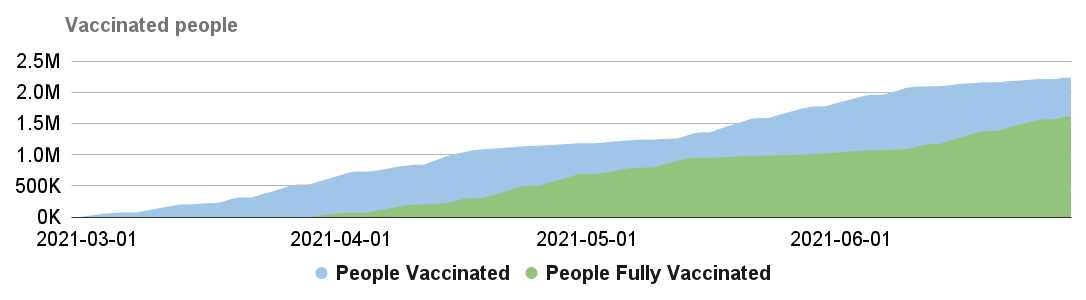 Vaccinated people
2.5M
2.0M
1.5M
1.0M
500K
0K
2021-03-01 2021-04-01 2021-05-01 2021-06-01
People Vaccinated People Fully Vaccinated